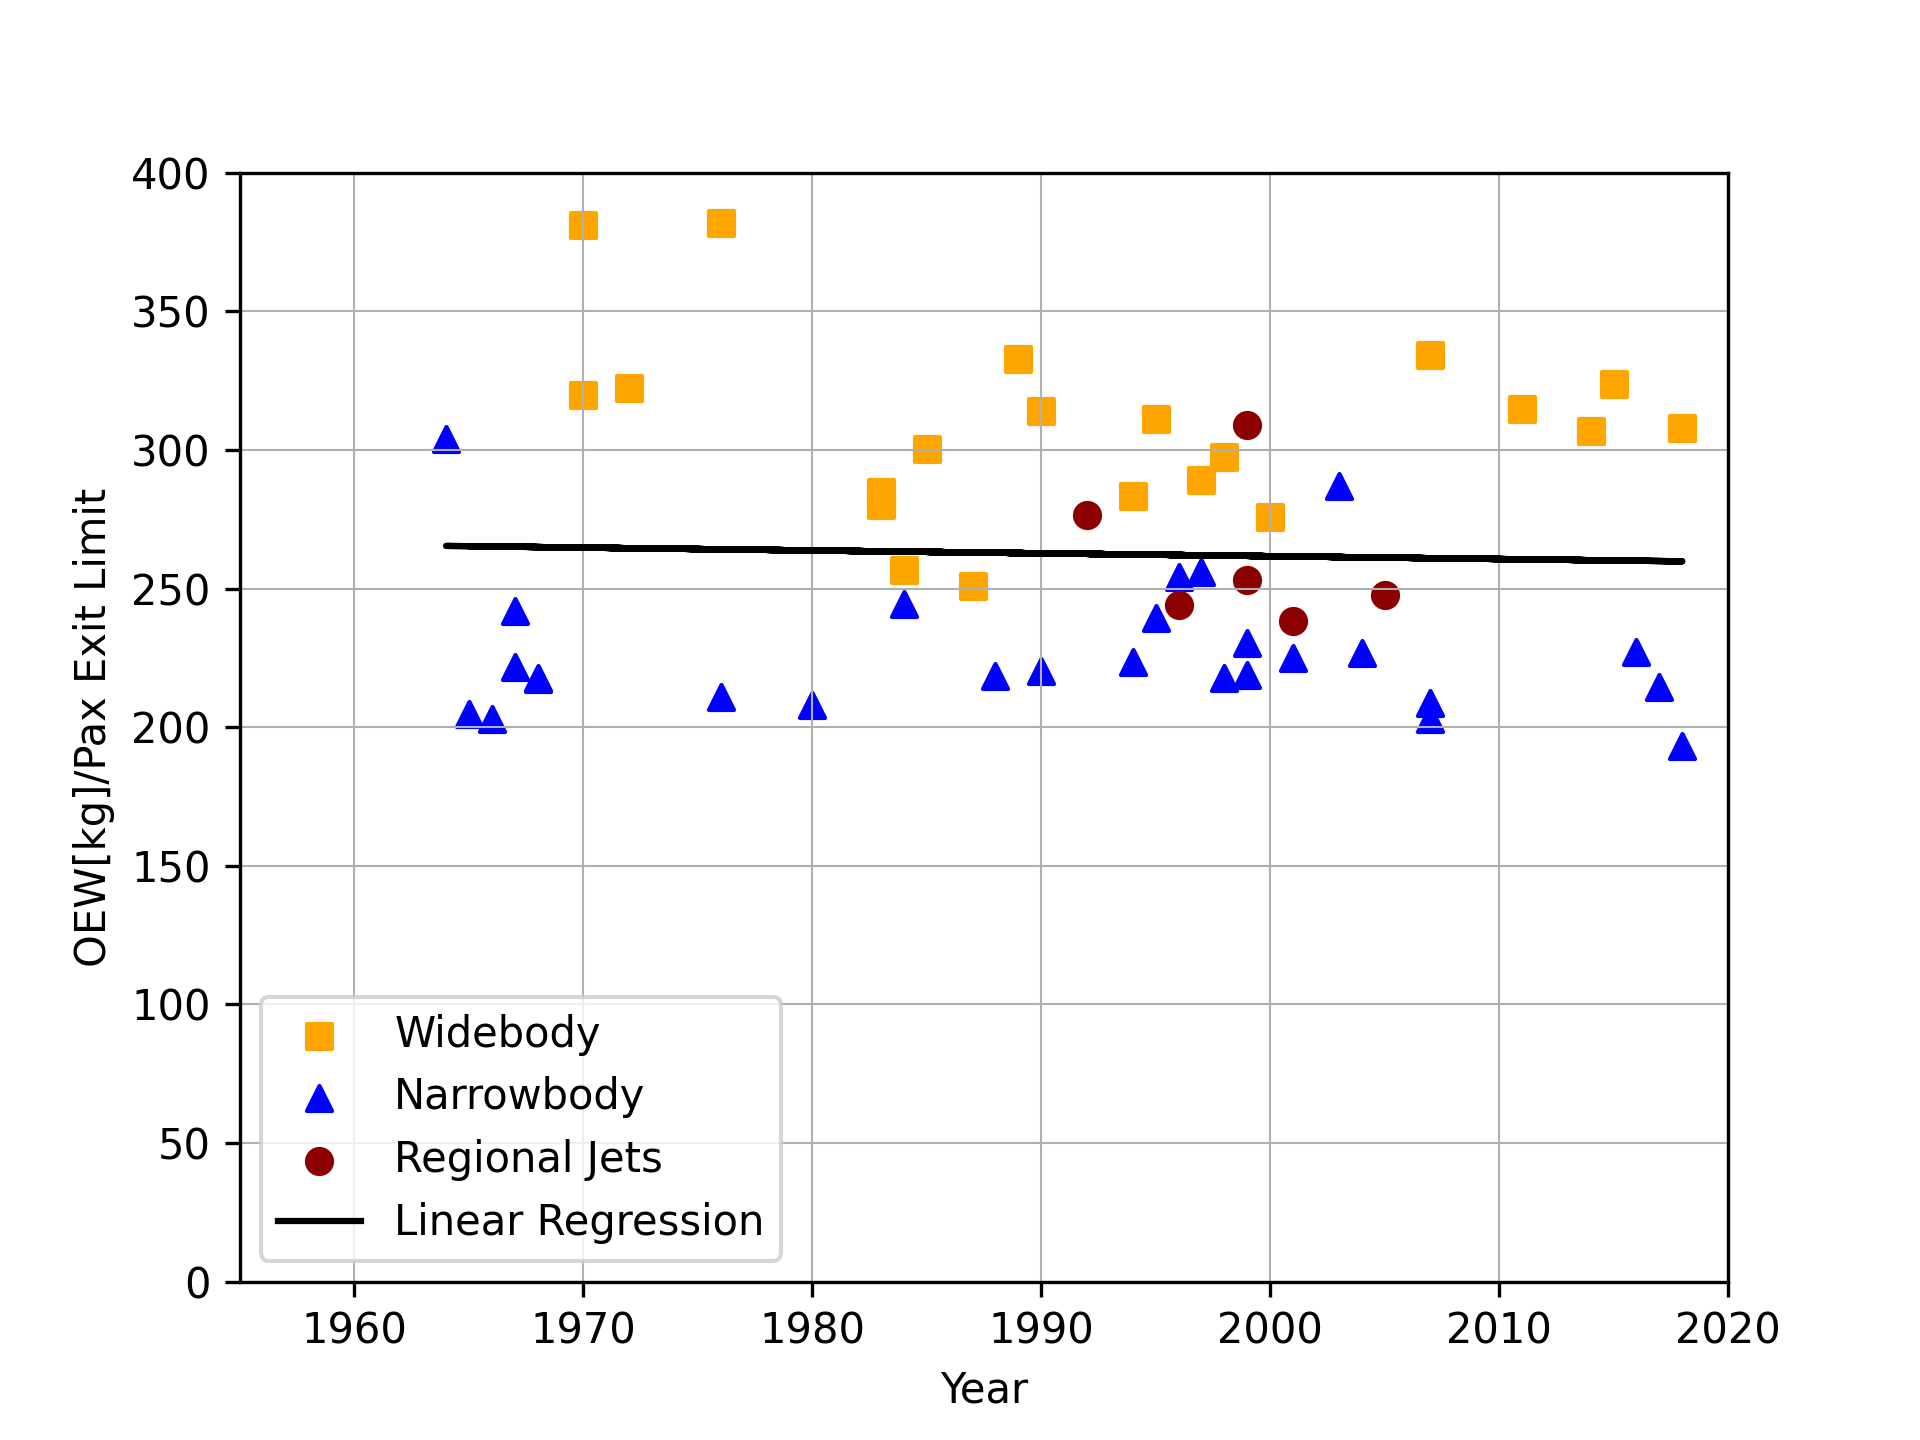 400
350
300
250
200
150
100
50
0
OEW[kg]/Pax Exit Limit
Widebody
Narrowbody
Regional Jets
Linear Regression
1960 1970 1980 1990 2000 2010 2020
Year